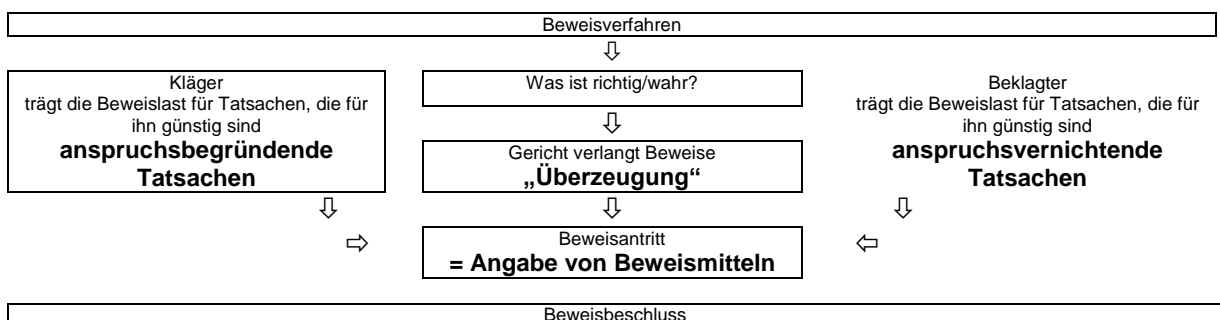 Beweisverfahren
⇩
Kläger
trägt die Beweislast für Tatsachen, die für
ihn günstig sind
anspruchsbegründende
Tatsachen
⇩
⇨
Was ist richtig/wahr?
⇩
Gericht verlangt Beweise
„Überzeugung“
⇩
Beweisantritt
= Angabe von Beweismitteln
Beklagter
trägt die Beweislast für Tatsachen, die für
ihn günstig sind
anspruchsvernichtende
Tatsachen
⇩
⇦
Beweisbeschluss